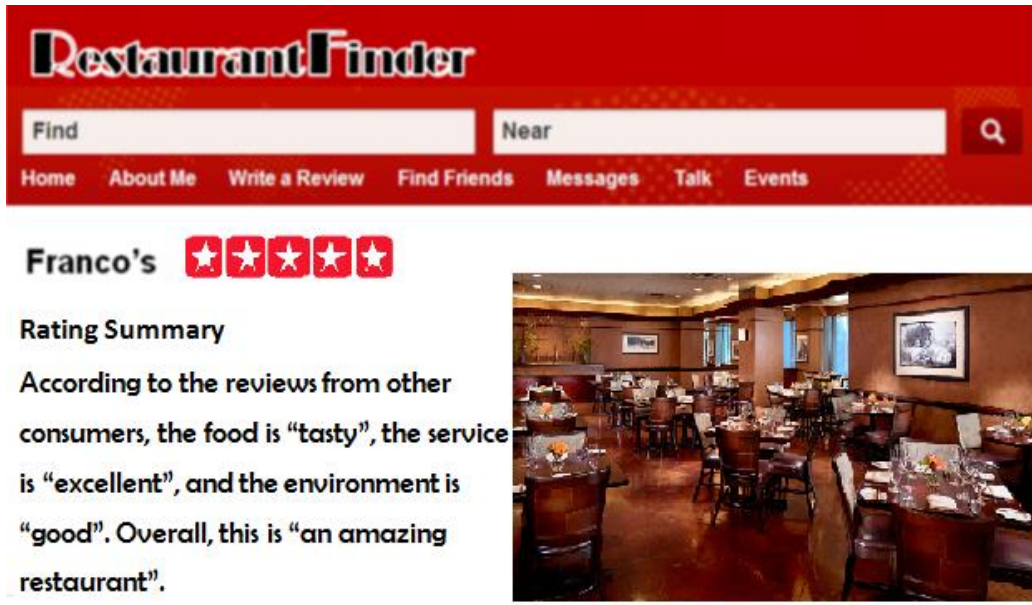 RestaurantFinder
Find Near
Home About Me Write a Review Find Friends Messages Talk Events
Franco's
Rating Summary
According to the reviews from other
consumers, the food is “tasty”, the service
is “excellent”, and the environment is
“good”. Overall, this is “an amazing
restaurant”.